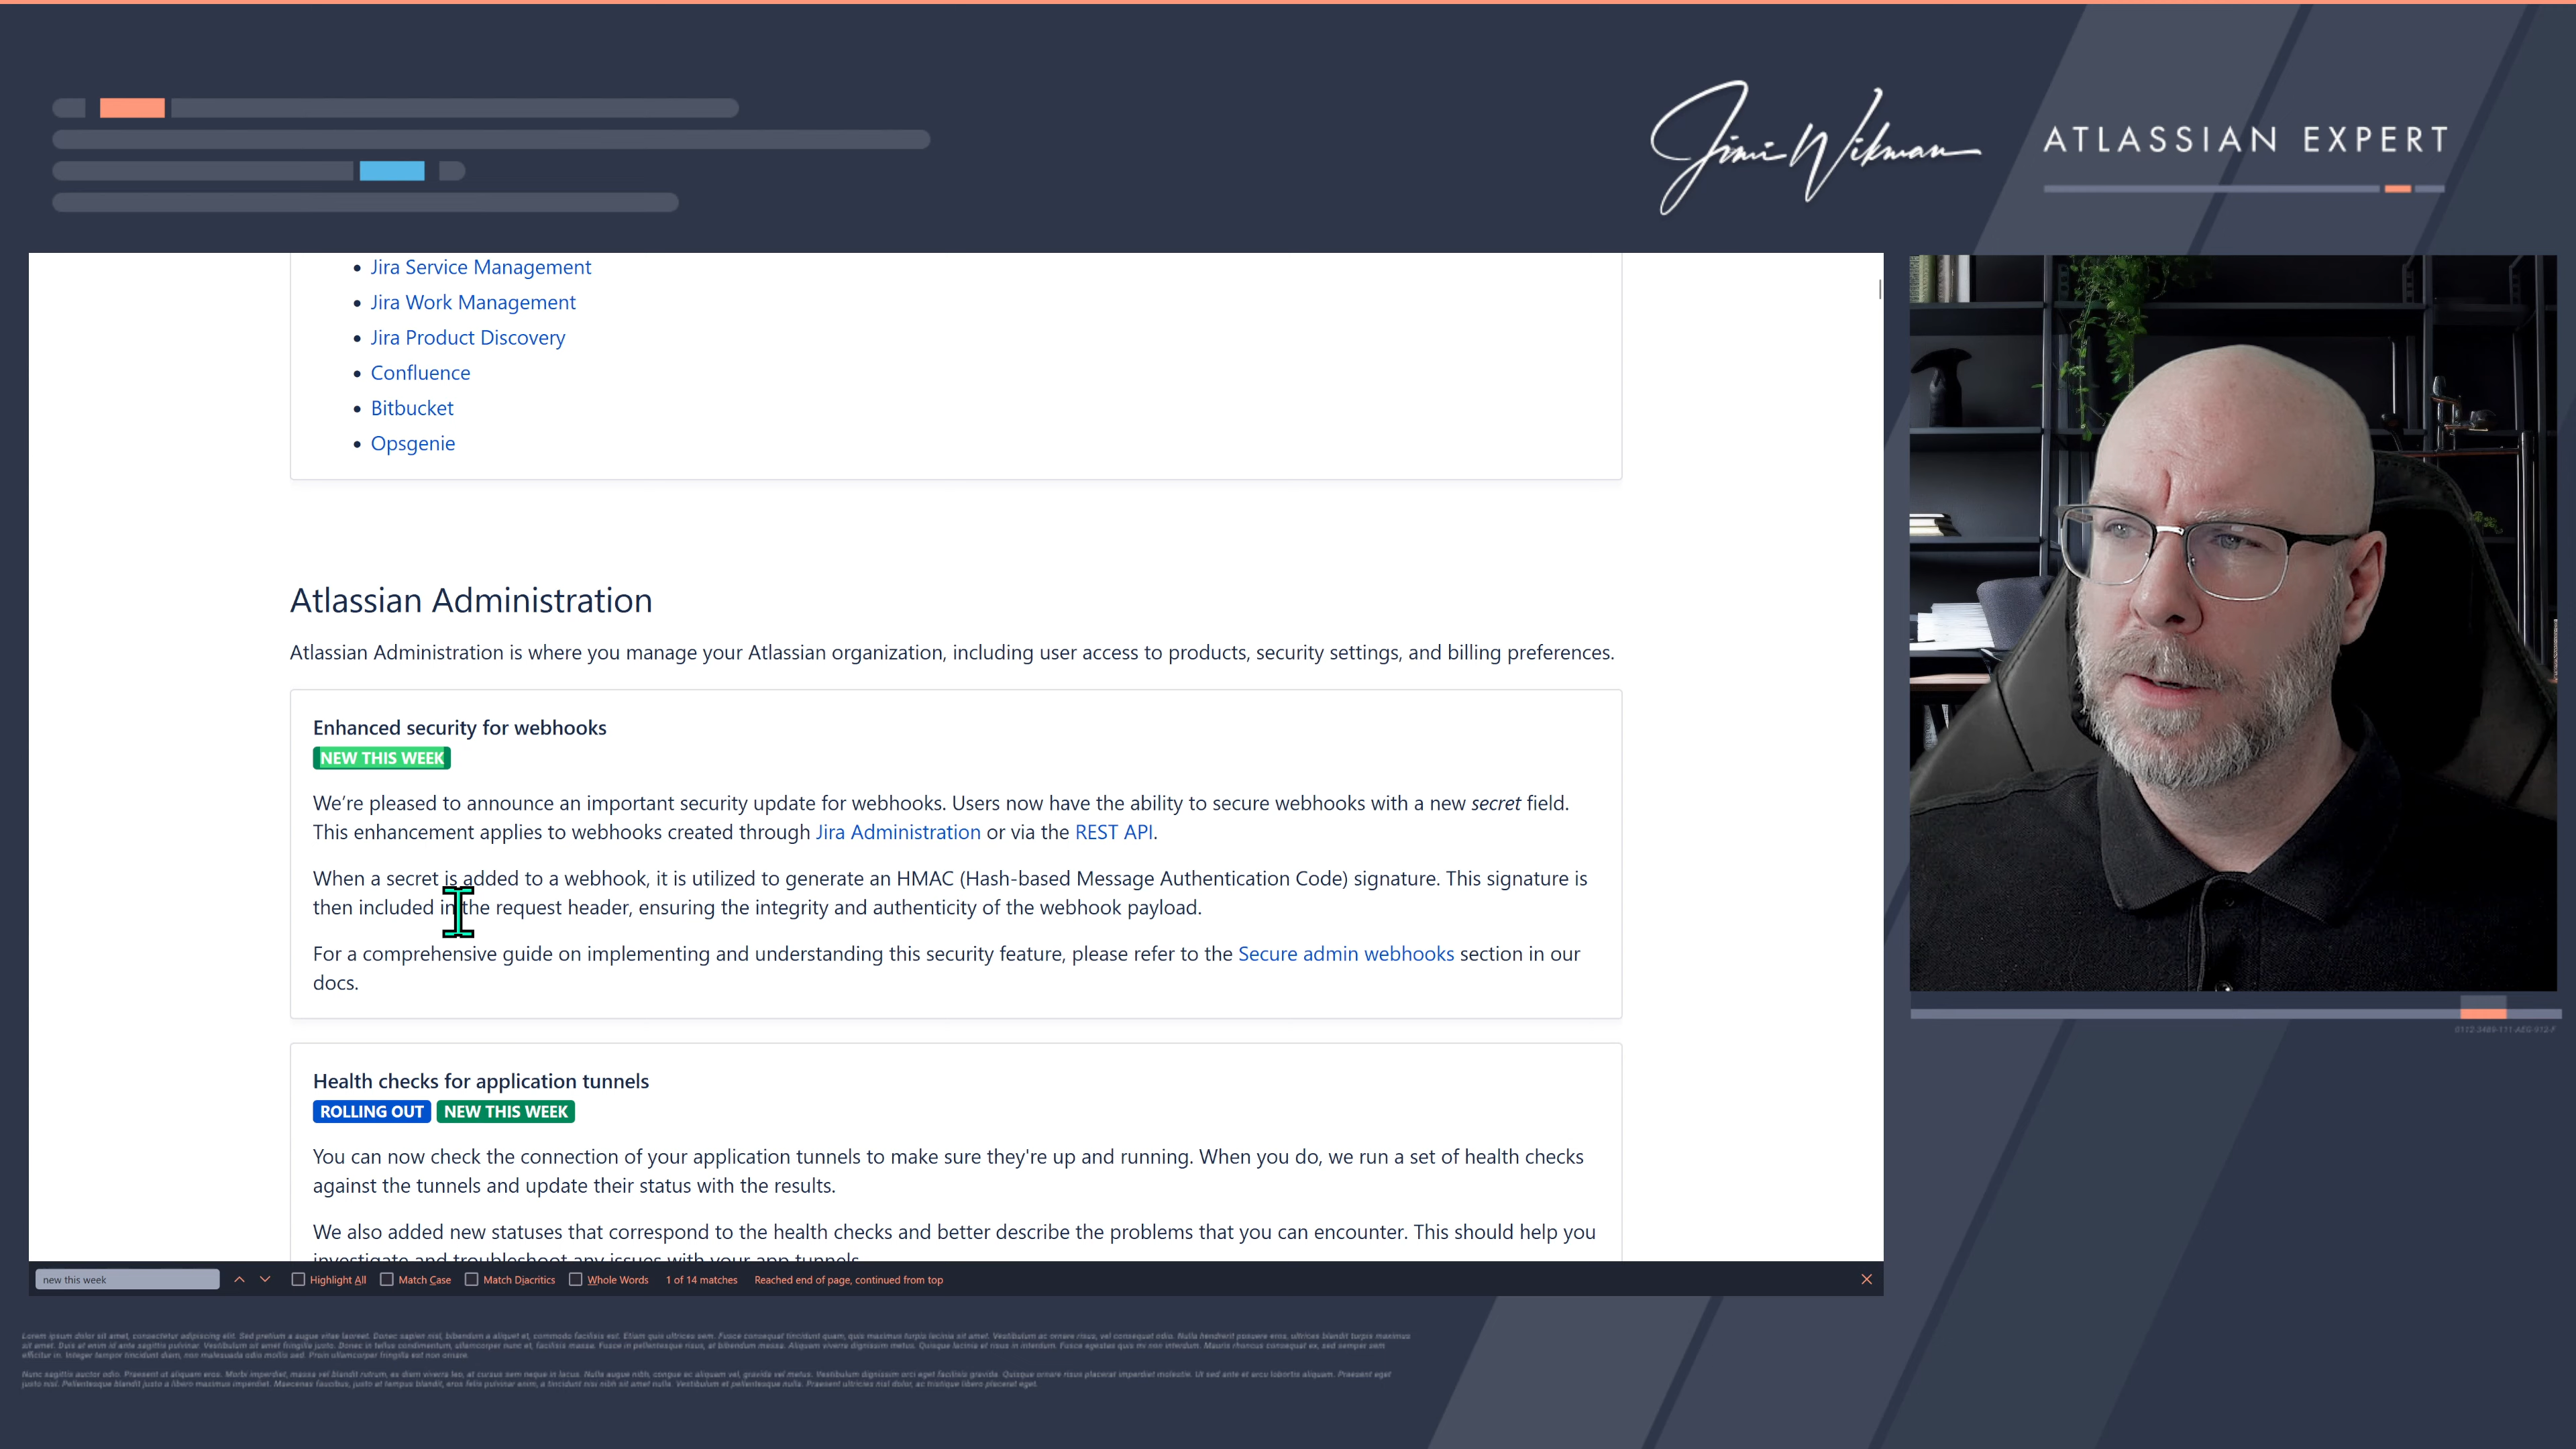 Jimi Wikman
ATLASSIAN EXPERT
Jira Service Management
Jira Work Management
Jira Product Discovery
Confluence
Bitbucket
Opsgenie
Atlassian Administration
Atlassian Administration is where you manage your Atlassian organization, including user access to products, security settings, and billing preferences.
Enhanced security for webhooks
NEW THIS WEEK
We’re pleased to announce an important security update for webhooks. Users now have the ability to secure webhooks with a new secret field.
This enhancement applies to webhooks created through Jira Administration or via the REST API.
When a secret is added to a webhook, it is utilized to generate an HMAC (Hash-based Message Authentication Code) signature. This signature is
then included in the request header, ensuring the integrity and authenticity of the webhook payload.
For a comprehensive guide on implementing and understanding this security feature, please refer to the Secure admin webhooks section in our
docs.
Health checks for application tunnels
ROLLING OUT NEW THIS WEEK
You can now check the connection of your application tunnels to make sure they're up and running. When you do, we run a set of health checks
against the tunnels and update their status with the results.
We also added new statuses that correspond to the health checks and better describe the problems that you can encounter. This should help you
investigate and troubleshoot any issues with your app tunnels.
new this week Highlight All Match Case Match Diacritics Whole Words 1 of 14 matches Reached end of page, continued from top